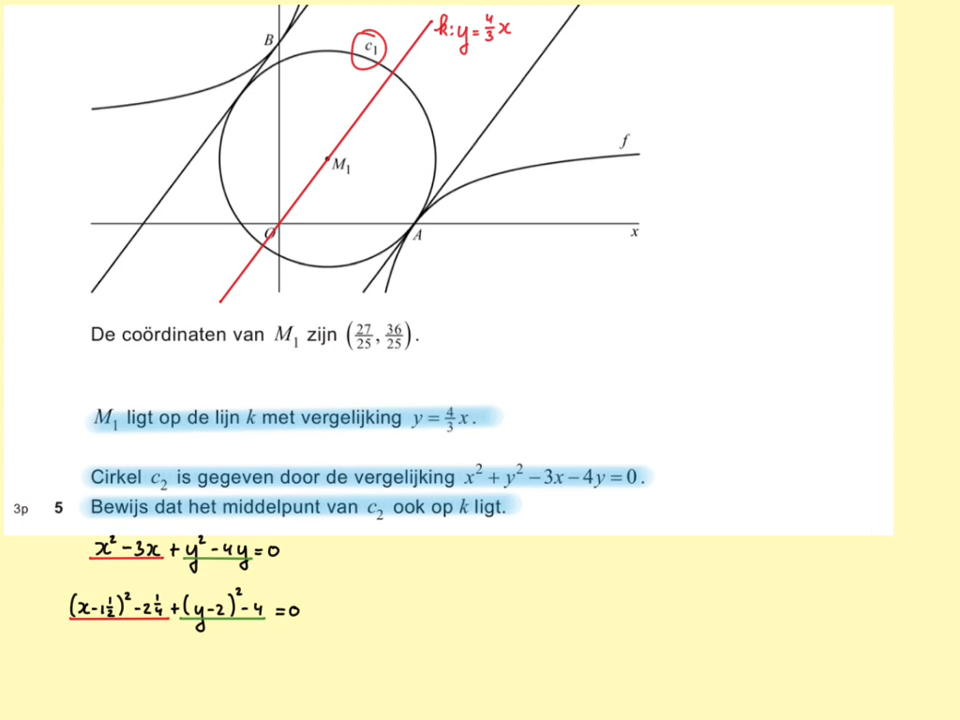 k: y = 4/3 x
B
c₁
f
M₁
O
A
x
De coördinaten van M₁ zijn (27/25, 36/25).
M₁ ligt op de lijn k met vergelijking y = 4/3 x.
Cirkel c₂ is gegeven door de vergelijking x² + y² − 3x − 4y = 0.
3p 5 Bewijs dat het middelpunt van c₂ ook op k ligt.
x² − 3x + y² − 4y = 0
(x − 1½)² − 2¼ + (y − 2)² − 4 = 0